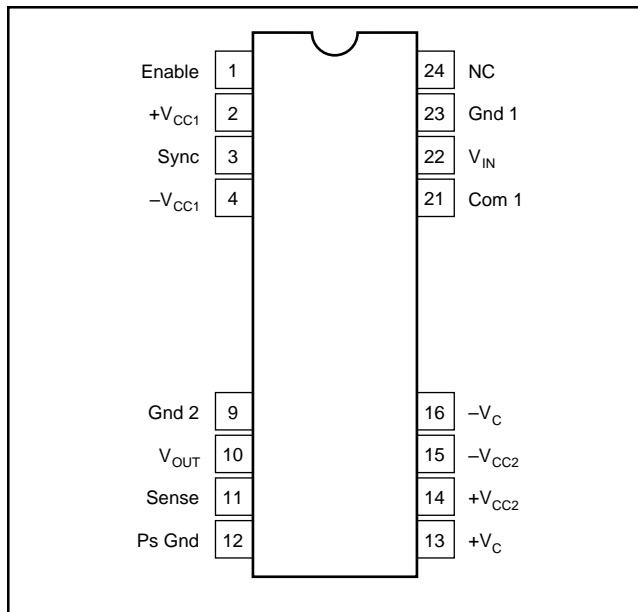 Enable 1 24 NC
+VCC1 2 23 Gnd 1
Sync 3 22 VIN
–VCC1 4 21 Com 1
Gnd 2 9 16 –VC
VOUT 10 15 –VCC2
Sense 11 14 +VCC2
Ps Gnd 12 13 +VC